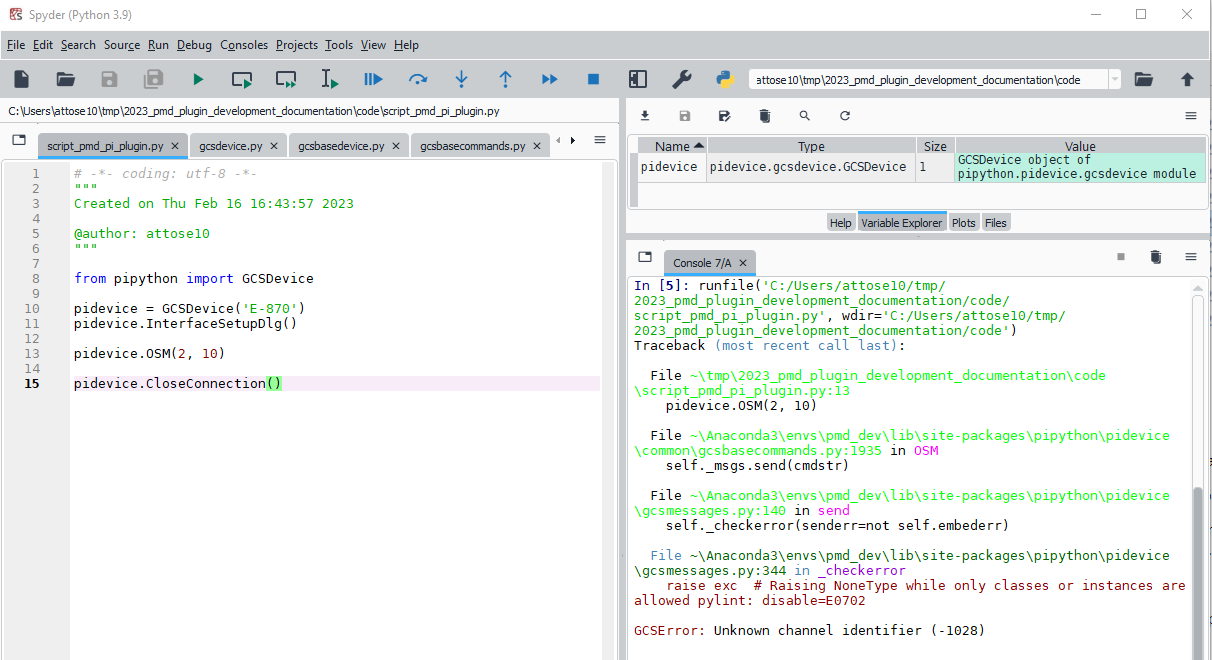 Spyder (Python 3.9)
File Edit Search Source Run Debug Consoles Projects Tools View Help
attose10\tmp\2023_pmd_plugin_development_documentation\code
C:\Users\attose10\tmp\2023_pmd_plugin_development_documentation\code\script_pmd_pi_plugin.py
script_pmd_pi_plugin.py gcsdevice.py gcsbasedevice.py gcsbasecommands.py
1 # -*- coding: utf-8 -*-
2 """
3 Created on Thu Feb 16 16:43:57 2023
4
5 @author: attose10
6 """
7
8 from pipython import GCSDevice
9
10 pidevice = GCSDevice('E-870')
11 pidevice.InterfaceSetupDlg()
12
13 pidevice.OSM(2, 10)
14
15 pidevice.CloseConnection()
Name Type Size Value
pidevice pidevice.gcsdevice.GCSDevice 1 GCSDevice object of
pipython.pidevice.gcsdevice module
Help Variable Explorer Plots Files
Console 7/A
In [5]: runfile('C:/Users/attose10/tmp/
2023_pmd_plugin_development_documentation/code/
script_pmd_pi_plugin.py', wdir='C:/Users/attose10/tmp/
2023_pmd_plugin_development_documentation/code')
Traceback (most recent call last):
File ~\tmp\2023_pmd_plugin_development_documentation\code
\script_pmd_pi_plugin.py:13
pidevice.OSM(2, 10)
File ~\Anaconda3\envs\pmd_dev\lib\site-packages\pipython\pidevice
\common\gcsbasecommands.py:1935 in OSM
self._msgs.send(cmdstr)
File ~\Anaconda3\envs\pmd_dev\lib\site-packages\pipython\pidevice
\gcsmessages.py:140 in send
self._checkerror(senderr=not self.embederr)
File ~\Anaconda3\envs\pmd_dev\lib\site-packages\pipython\pidevice
\gcsmessages.py:344 in _checkerror
raise exc # Raising NoneType while only classes or instances are
allowed pylint: disable=E0702
GCSError: Unknown channel identifier (-1028)